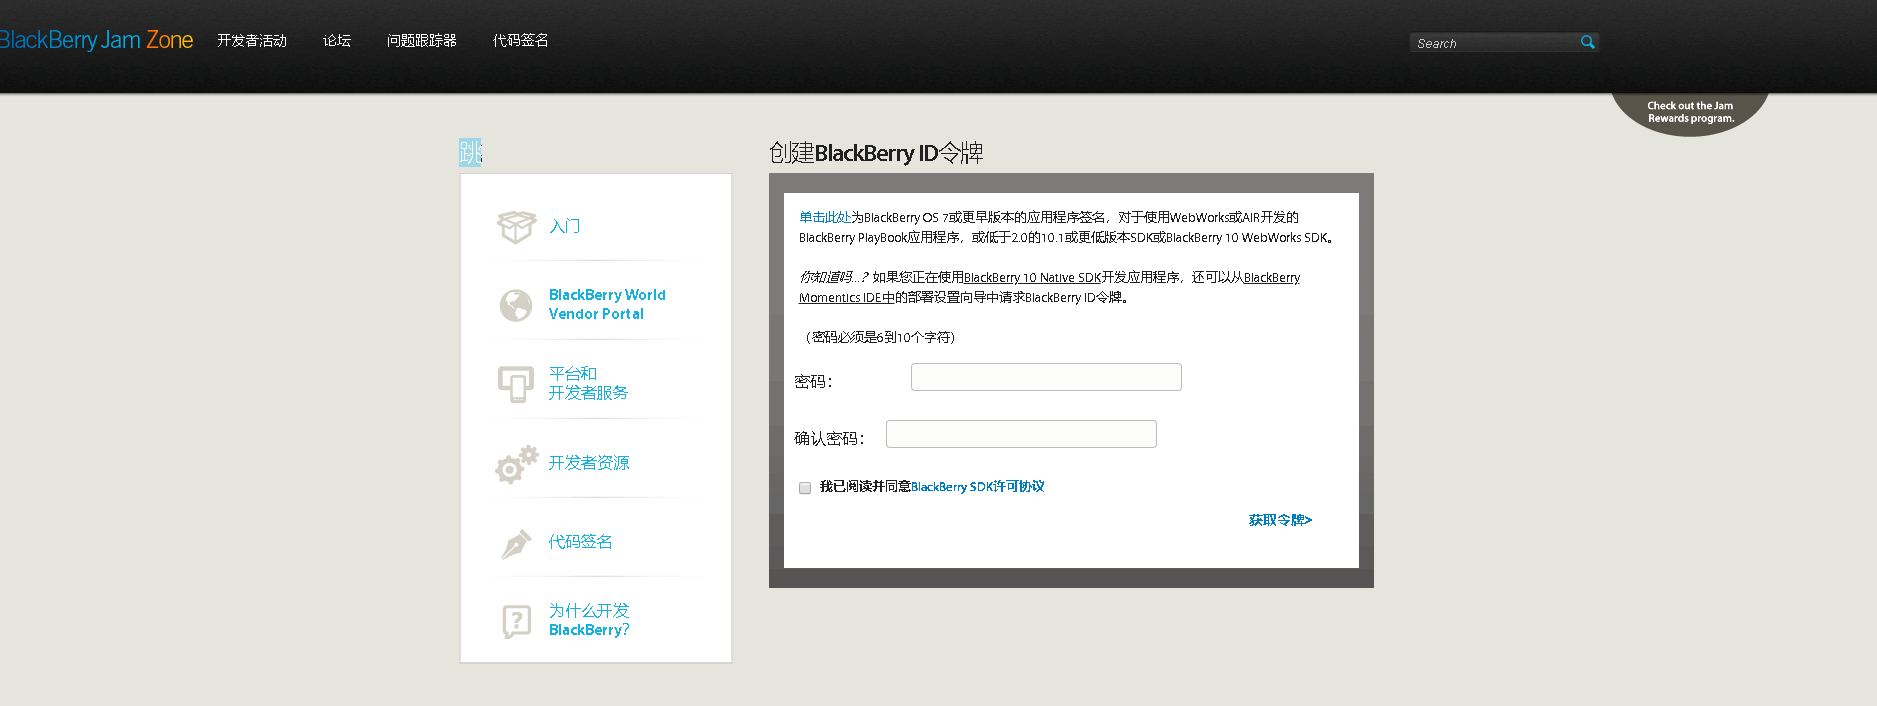 BlackBerry Jam Zone
开发者活动
论坛
问题跟踪器
代码签名
Search
Check out the Jam
Rewards program.
跳
创建BlackBerry ID令牌
入门
BlackBerry World
Vendor Portal
平台和
开发者服务
开发者资源
代码签名
为什么开发
BlackBerry？
单击此处为BlackBerry OS 7或更早版本的应用程序签名，对于使用WebWorks或AIR开发的
BlackBerry PlayBook应用程序，或低于2.0的10.1或更低版本SDK或BlackBerry 10 WebWorks SDK。
你知道吗...？如果您正在使用BlackBerry 10 Native SDK开发应用程序，还可以从BlackBerry
Momentics IDE中的部署设置向导中请求BlackBerry ID令牌。
（密码必须是6到10个字符）
密码：
确认密码：
我已阅读并同意BlackBerry SDK许可协议
获取令牌>